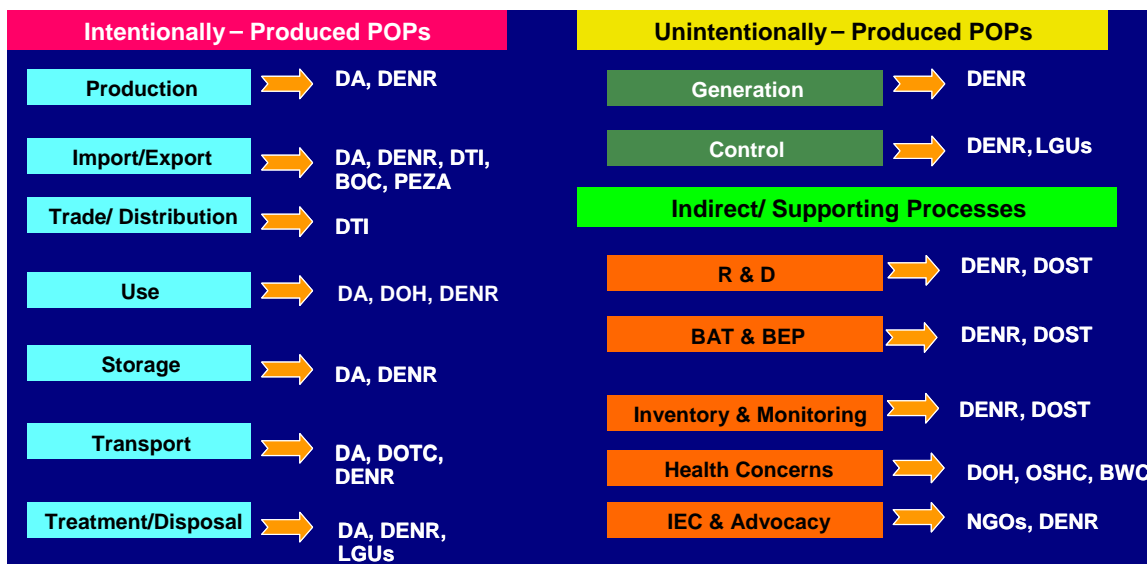 Intentionally – Produced POPs
Production
DA, DENR
Import/Export
DA, DENR, DTI,
BOC, PEZA
Trade/ Distribution
DTI
Use
DA, DOH, DENR
Storage
DA, DENR
Transport
DA, DOTC,
DENR
Treatment/Disposal
DA, DENR,
LGUs
Unintentionally – Produced POPs
Generation
DENR
Control
DENR, LGUs
Indirect/ Supporting Processes
R & D
DENR, DOST
BAT & BEP
DENR, DOST
Inventory & Monitoring
DENR, DOST
Health Concerns
DOH, OSHC, BWC
IEC & Advocacy
NGOs, DENR